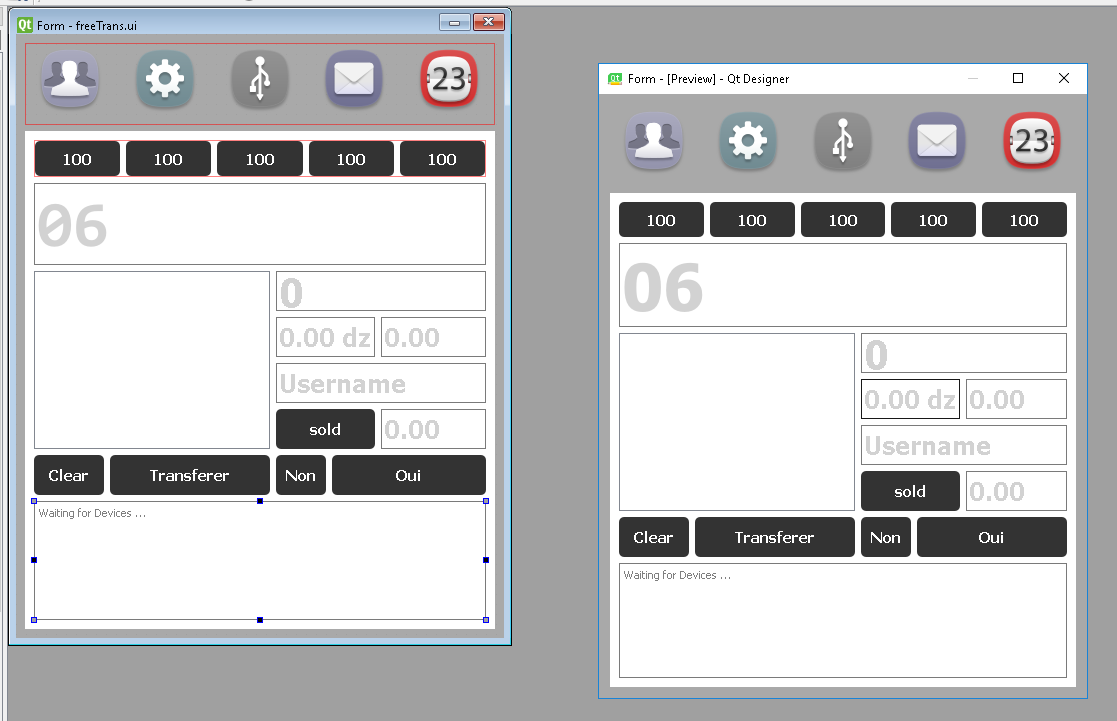 Qt Form - freeTrans.ui
23
100 100 100 100 100
06
0
0.00 dz 0.00
Username
sold 0.00
Clear Transferer Non Oui
Waiting for Devices ...
Qt Form - [Preview] - Qt Designer
23
100 100 100 100 100
06
0
0.00 dz 0.00
Username
sold 0.00
Clear Transferer Non Oui
Waiting for Devices ...